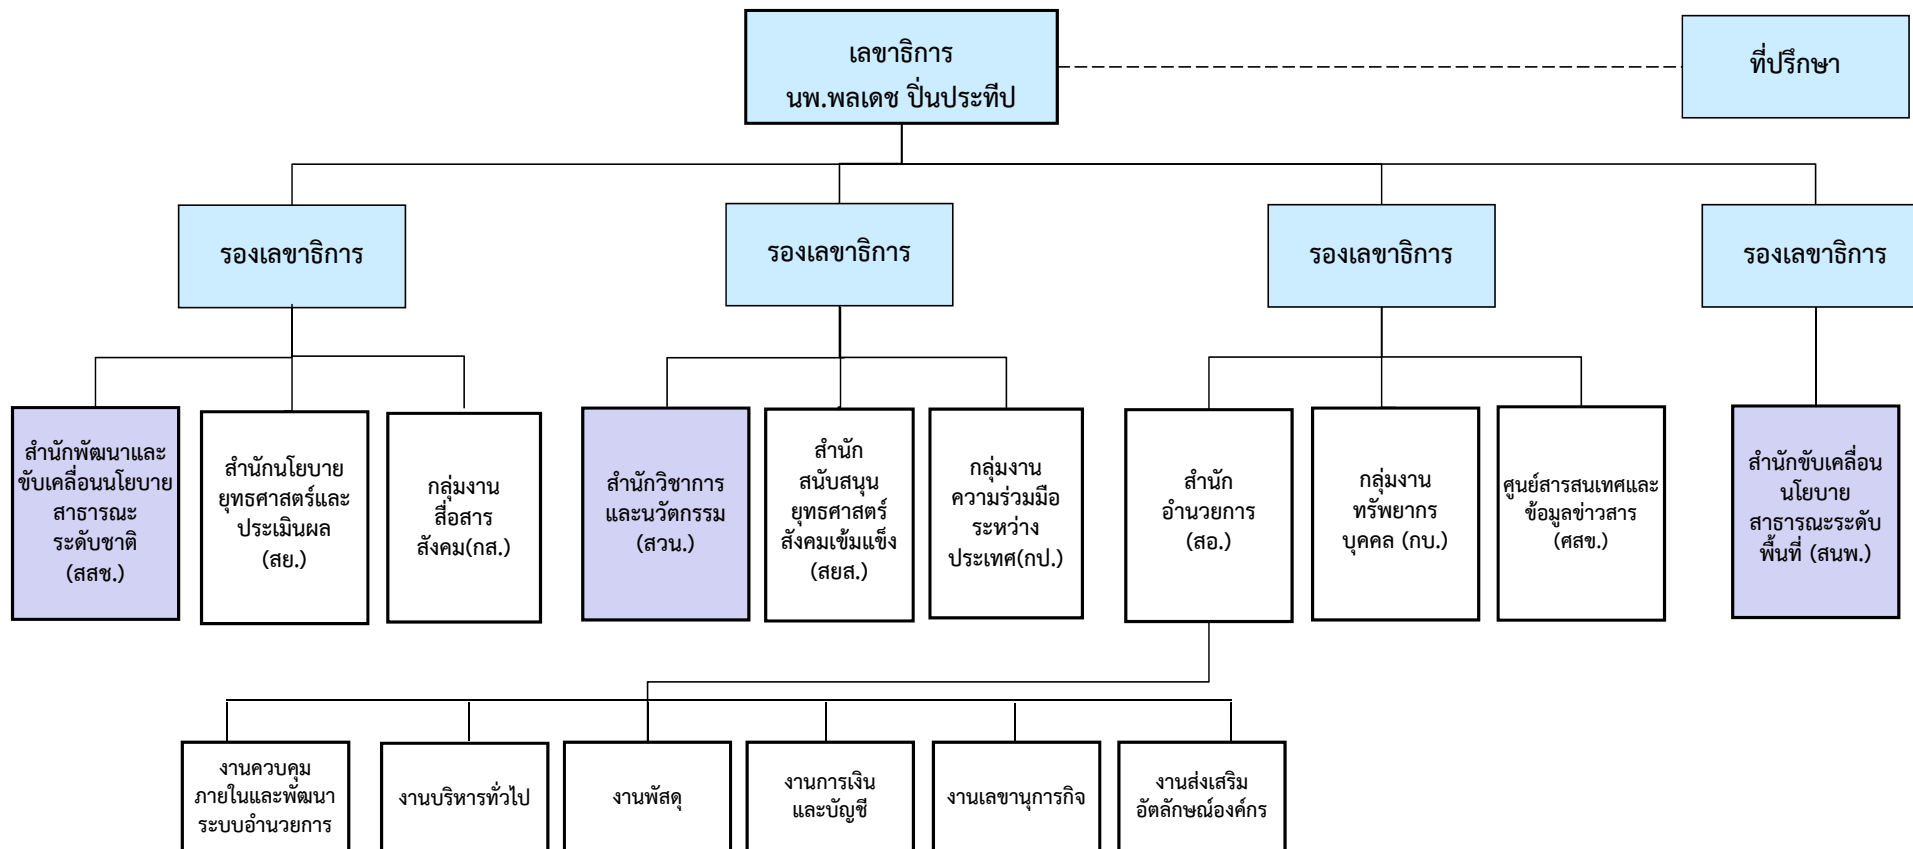 เลขาธิการ
นพ.พลเดช ปิ่นประทีป
ที่ปรึกษา
รองเลขาธิการ
รองเลขาธิการ
รองเลขาธิการ
รองเลขาธิการ
สำนักพัฒนาและ
ขับเคลื่อนนโยบาย
สาธารณะ
ระดับชาติ
(สสช.)
สำนักนโยบาย
ยุทธศาสตร์และ
ประเมินผล
(สย.)
กลุ่มงาน
สื่อสาร
สังคม(กส.)
สำนักวิชาการ
และนวัตกรรม
(สวน.)
สำนัก
สนับสนุน
ยุทธศาสตร์
สังคมเข้มแข็ง
(สยส.)
กลุ่มงาน
ความร่วมมือ
ระหว่าง
ประเทศ(กป.)
สำนัก
อำนวยการ
(สอ.)
กลุ่มงาน
ทรัพยากร
บุคคล (กบ.)
ศูนย์สารสนเทศและ
ข้อมูลข่าวสาร
(ศสข.)
สำนักขับเคลื่อน
นโยบาย
สาธารณะระดับ
พื้นที่ (สนพ.)
งานควบคุม
ภายในและพัฒนา
ระบบอำนวยการ
งานบริหารทั่วไป
งานพัสดุ
งานการเงิน
และบัญชี
งานเลขานุการกิจ
งานส่งเสริม
อัตลักษณ์องค์กร